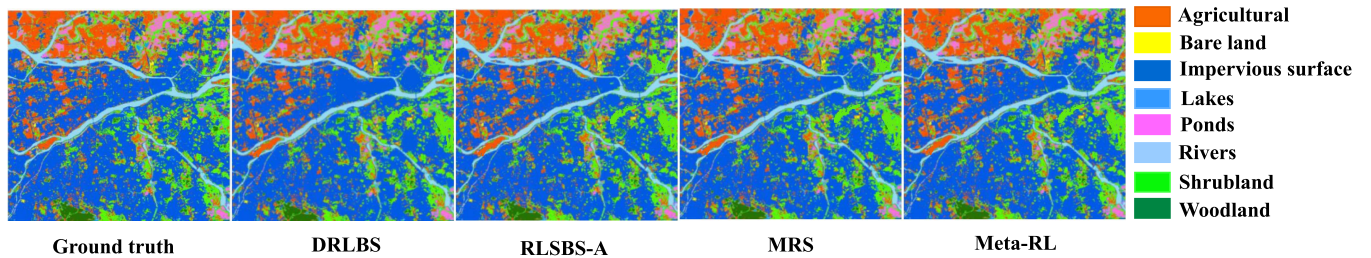 Agricultural
Bare land
Impervious surface
Lakes
Ponds
Rivers
Shrubland
Woodland
Ground truth
DRLBS
RLSBS-A
MRS
Meta-RL